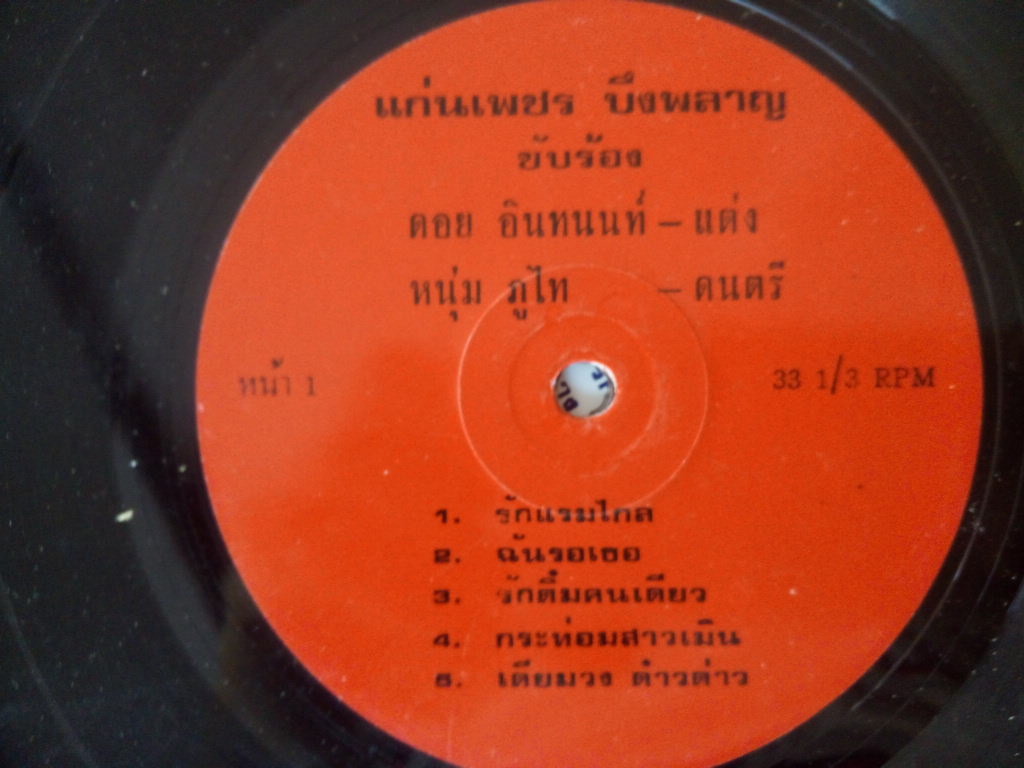 แก่นเพชร บึงพลาญ
ขับร้อง
ดอย อินทนนท์ – แต่ง
หนุ่ม ภูไท – ดนตรี
หน้า 1
33 1/3 RPM
1. รักแรมไกล
2. ฉันรอเธอ
3. รักติ๋มคนเดียว
4. กระท่อมสาวเมิน
5. เตียมวง ต๋าวต่าว